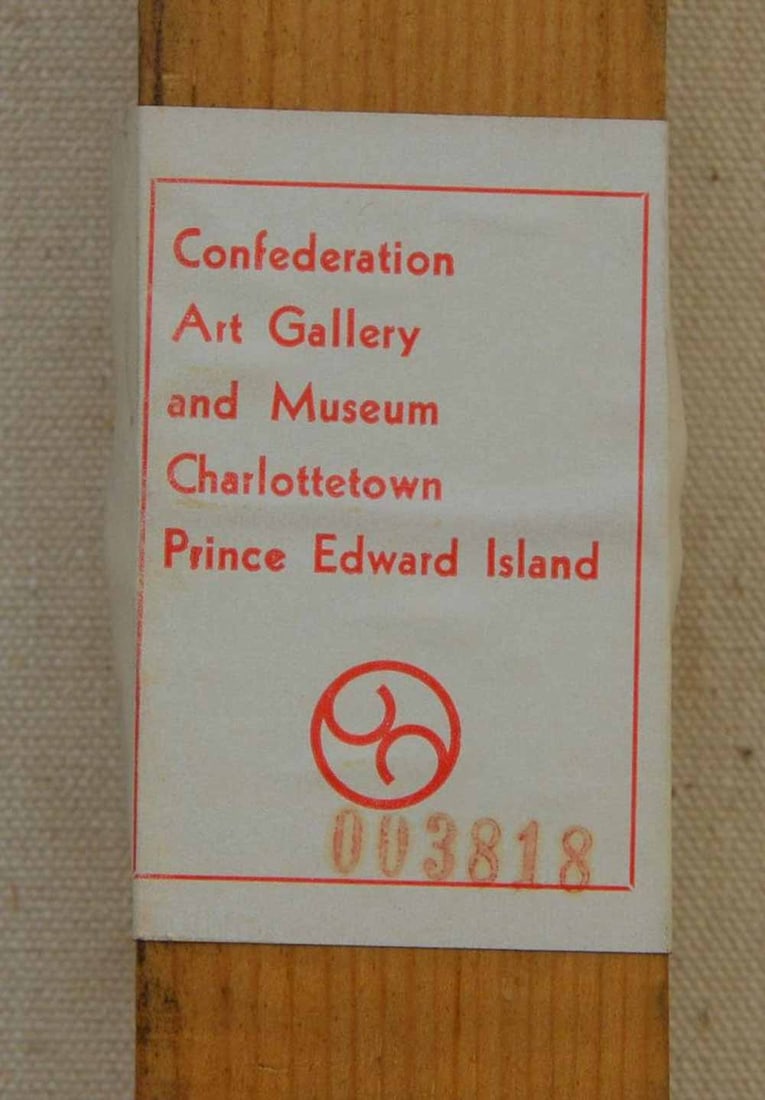 Confederation
Art Gallery
and Museum
Charlottetown
Prince Edward Island
003818